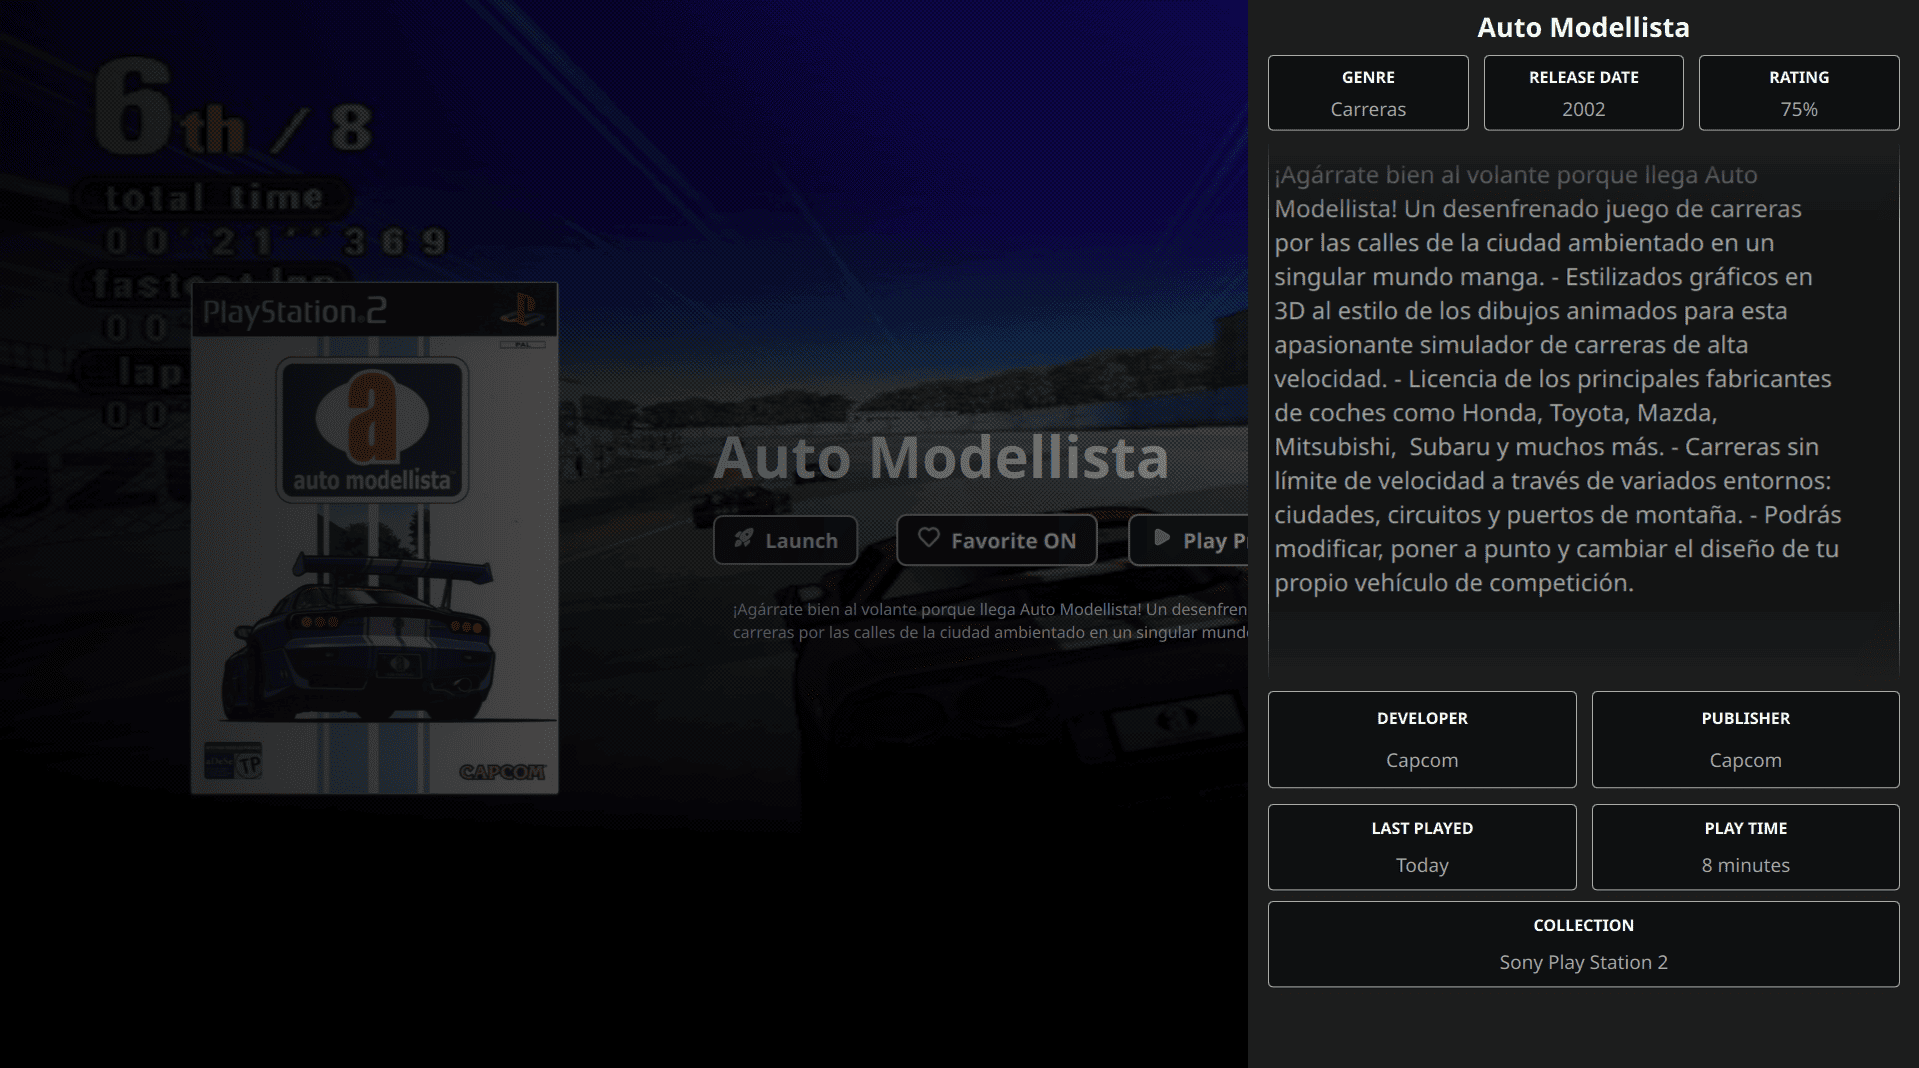 6th / 8
total time
00'21''369
fastest lap
00
lap
00
PlayStation®2
PAL
a
auto modellista™
TP
CAPCOM
Auto Modellista
Launch
Favorite ON
Play P
¡Agárrate bien al volante porque llega Auto Modellista! Un desenfren
carreras por las calles de la ciudad ambientado en un singular mund
Auto Modellista
GENRE
Carreras
RELEASE DATE
2002
RATING
75%
¡Agárrate bien al volante porque llega Auto
Modellista! Un desenfrenado juego de carreras
por las calles de la ciudad ambientado en un
singular mundo manga. - Estilizados gráficos en
3D al estilo de los dibujos animados para esta
apasionante simulador de carreras de alta
velocidad. - Licencia de los principales fabricantes
de coches como Honda, Toyota, Mazda,
Mitsubishi,  Subaru y muchos más. - Carreras sin
límite de velocidad a través de variados entornos:
ciudades, circuitos y puertos de montaña. - Podrás
modificar, poner a punto y cambiar el diseño de tu
propio vehículo de competición.
DEVELOPER
Capcom
PUBLISHER
Capcom
LAST PLAYED
Today
PLAY TIME
8 minutes
COLLECTION
Sony Play Station 2